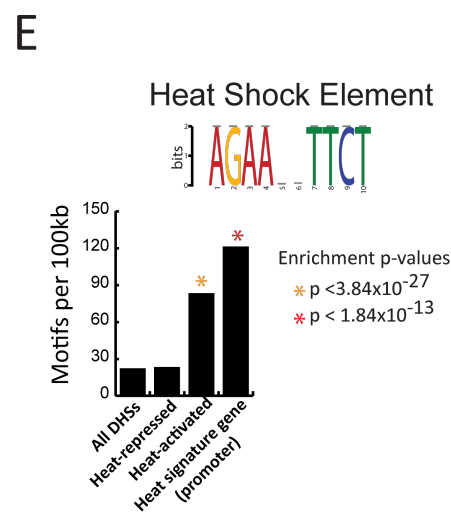 E
Heat Shock Element
bits
2
1
0
AGAA TTCT
1 2 3 4 5 6 7 8 9 10
Motifs per 100kb
150
120
90
60
30
0
*
*
All DHSs
Heat-repressed
Heat-activated
Heat signature gene
(promoter)
Enrichment p-values
* p <3.84x10^-27
* p < 1.84x10^-13